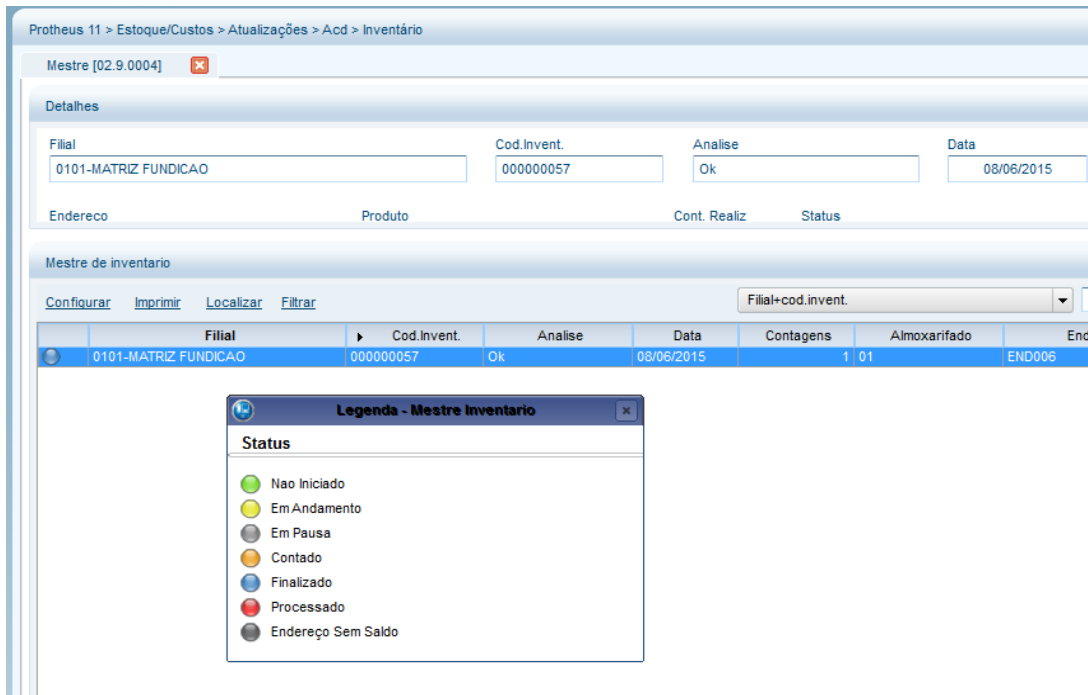 Protheus 11 > Estoque/Custos > Atualizações > Acd > Inventário
Mestre [02.9.0004]
Detalhes
Filial Cod.Invent. Analise Data
0101-MATRIZ FUNDICAO 000000057 Ok 08/06/2015
Endereco Produto Cont. Realiz Status
Mestre de inventario
Configurar Imprimir Localizar Filtrar Filial+cod.invent.
Filial Cod.Invent. Analise Data Contagens Almoxarifado End
0101-MATRIZ FUNDICAO 000000057 Ok 08/06/2015 1 01 END006
Legenda - Mestre Inventario
Status
Nao Iniciado
Em Andamento
Em Pausa
Contado
Finalizado
Processado
Endereço Sem Saldo